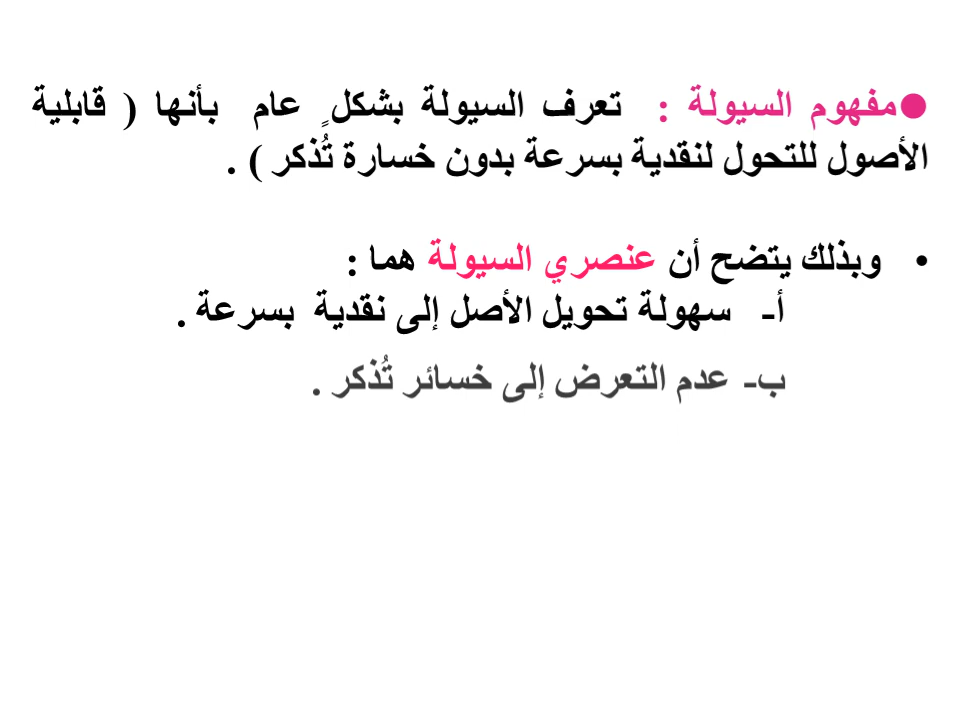 ●مفهوم السيولة : تعرف السيولة بشكلٍ عام بأنها ( قابلية
الأصول للتحول لنقدية بسرعة بدون خسارة تُذكر ) .
• وبذلك يتضح أن عنصري السيولة هما :
أ- سهولة تحويل الأصل إلى نقدية بسرعة .
ب- عدم التعرض إلى خسائر تُذكر .